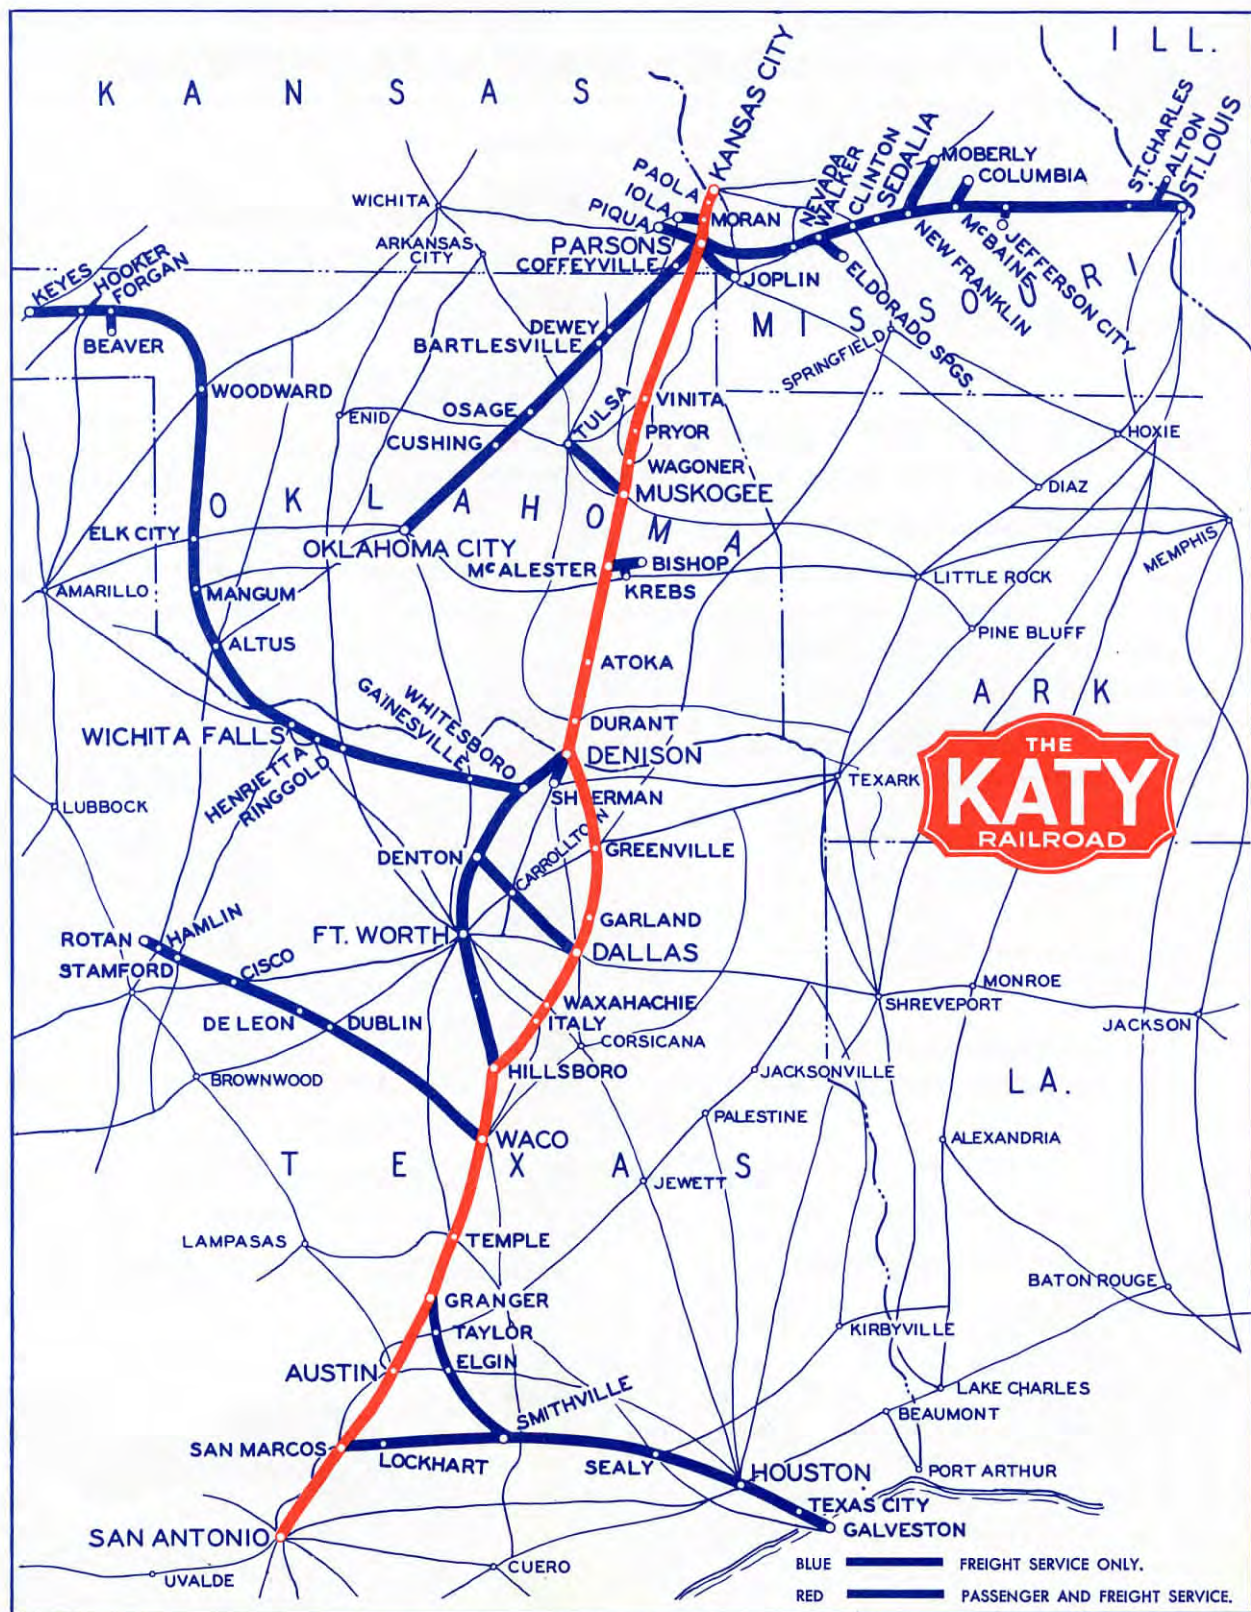 ILL.
KANSAS
KANSAS CITY
ST. CHARLES
ALTON
ST. LOUIS
PAOLA
IOLA
PIQUA
MORAN
NEVADA
WALKER
CLINTON
SEDALIA
MOBERLY
COLUMBIA
WICHITA
ARKANSAS
CITY
PARSONS
COFFEYVILLE
JOPLIN
ELDORADO SPGS
NEW FRANKLIN
McBAINE
JEFFERSON CITY
MISSOURI
KEYES
HOOKER
FORGAN
BEAVER
DEWEY
BARTLESVILLE
SPRINGFIELD
WOODWARD
ENID
OSAGE
CUSHING
TULSA
VINITA
PRYOR
WAGONER
MUSKOGEE
HOXIE
DIAZ
MEMPHIS
OKLAHOMA
ELK CITY
OKLAHOMA CITY
McALESTER
BISHOP
KREBS
LITTLE ROCK
AMARILLO
MANGUM
PINE BLUFF
ALTUS
ATOKA
ARK
WHITESBORO
GAINESVILLE
DURANT
WICHITA FALLS
HENRIETTA
RINGGOLD
DENISON
SHERMAN
TEXARK
THE
KATY
RAILROAD
LUBBOCK
DENTON
CARROLLTON
GREENVILLE
ROTAN
HAMLIN
STAMFORD
CISCO
FT. WORTH
GARLAND
DALLAS
DE LEON
DUBLIN
WAXAHACHIE
ITALY
CORSICANA
SHREVEPORT
MONROE
JACKSON
BROWNWOOD
HILLSBORO
JACKSONVILLE
LA.
PALESTINE
WACO
ALEXANDRIA
TEXAS
JEWETT
LAMPASAS
TEMPLE
GRANGER
BATON ROUGE
TAYLOR
KIRBYVILLE
AUSTIN
ELGIN
LAKE CHARLES
SMITHVILLE
BEAUMONT
SAN MARCOS
LOCKHART
SEALY
HOUSTON
PORT ARTHUR
TEXAS CITY
SAN ANTONIO
GALVESTON
UVALDE
CUERO
BLUE FREIGHT SERVICE ONLY.
RED PASSENGER AND FREIGHT SERVICE.